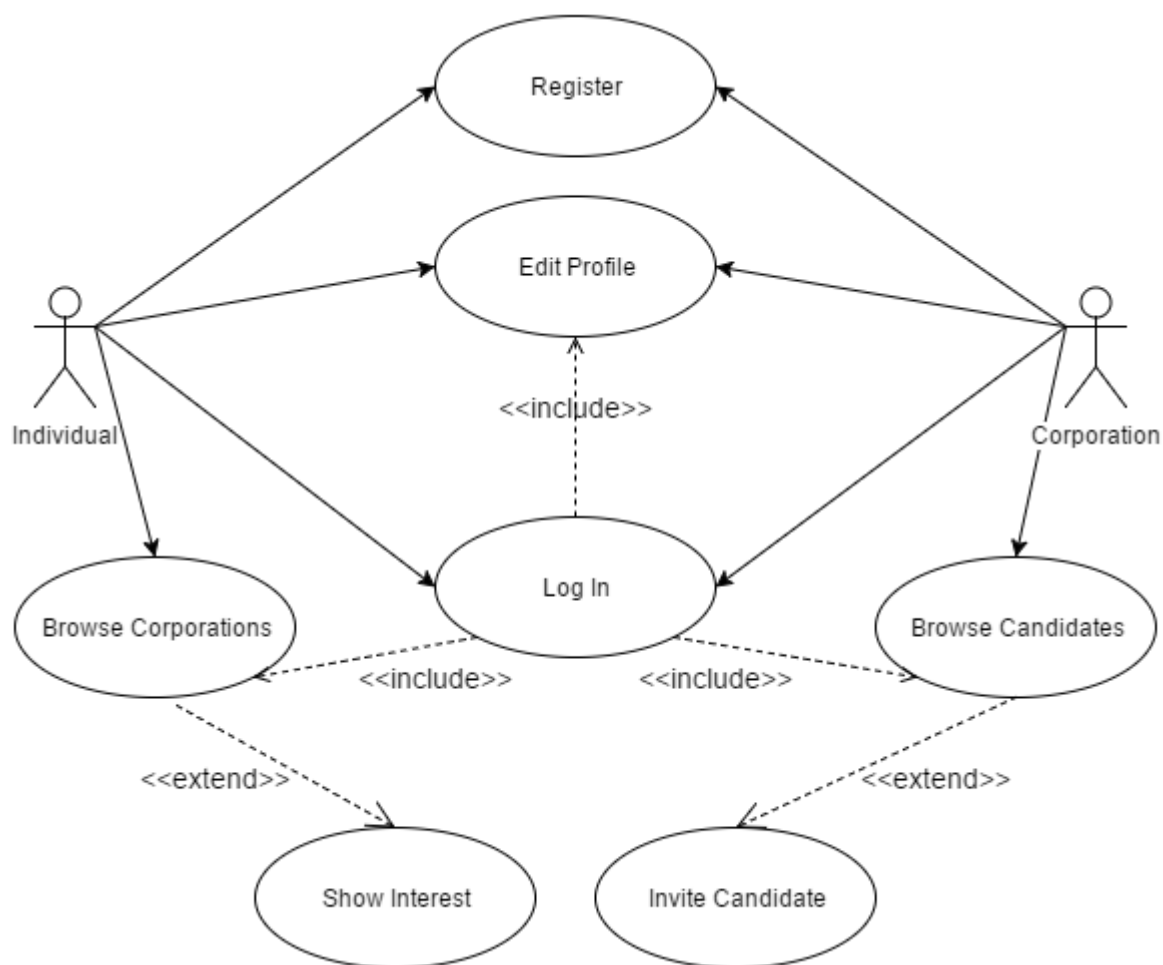 Register
Edit Profile
<<include>>
Individual
Corporation
Log In
Browse Corporations
Browse Candidates
<<include>>
<<include>>
<<extend>>
<<extend>>
Show Interest
Invite Candidate